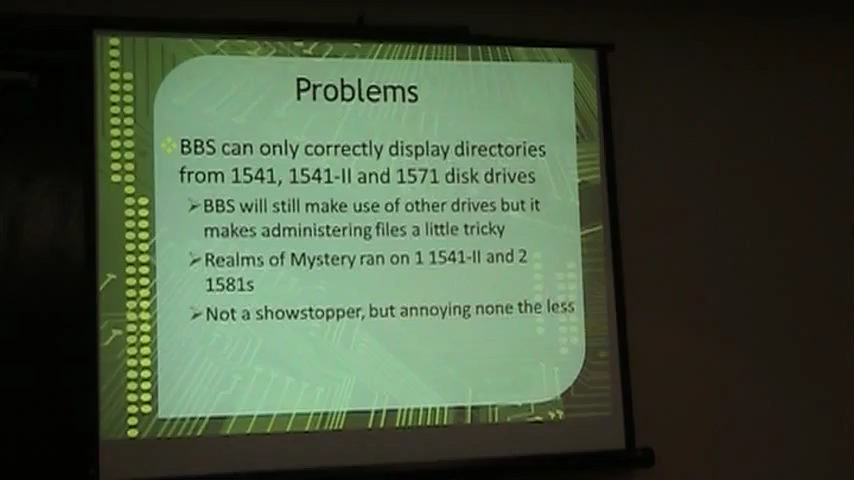 Problems
BBS can only correctly display directories
from 1541, 1541-II and 1571 disk drives
BBS will still make use of other drives but it
makes administering files a little tricky
Realms of Mystery ran on 1 1541-II and 2
1581s
Not a showstopper, but annoying none the less